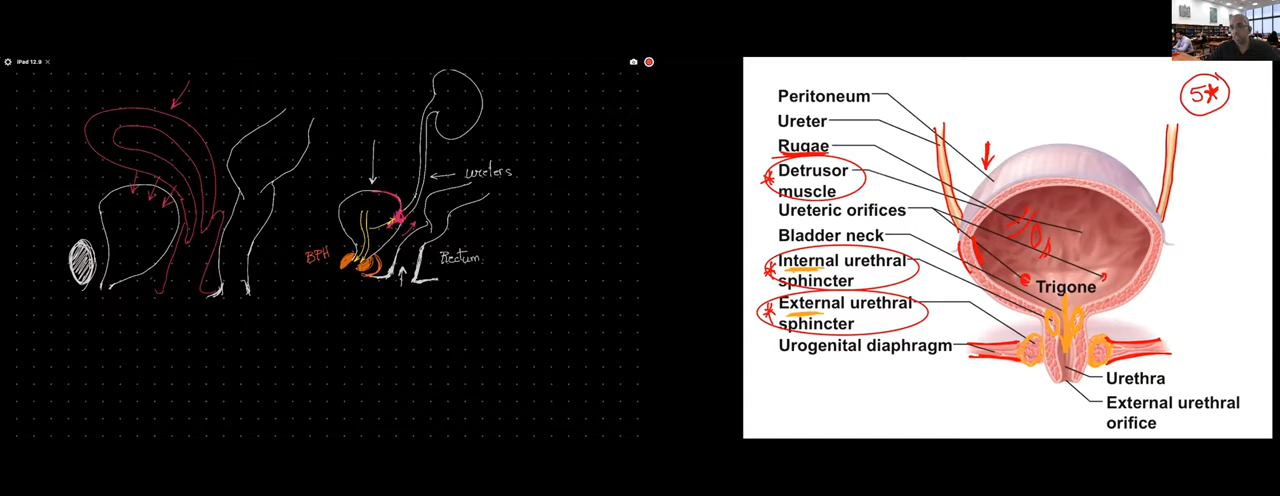 iPad 12.9
ureters
BPH
Rectum.
5*
Peritoneum
Ureter
Rugae
* Detrusor
muscle
Ureteric orifices
Bladder neck
* Internal urethral
sphincter
* External urethral
sphincter
Urogenital diaphragm
Trigone
Urethra
External urethral
orifice